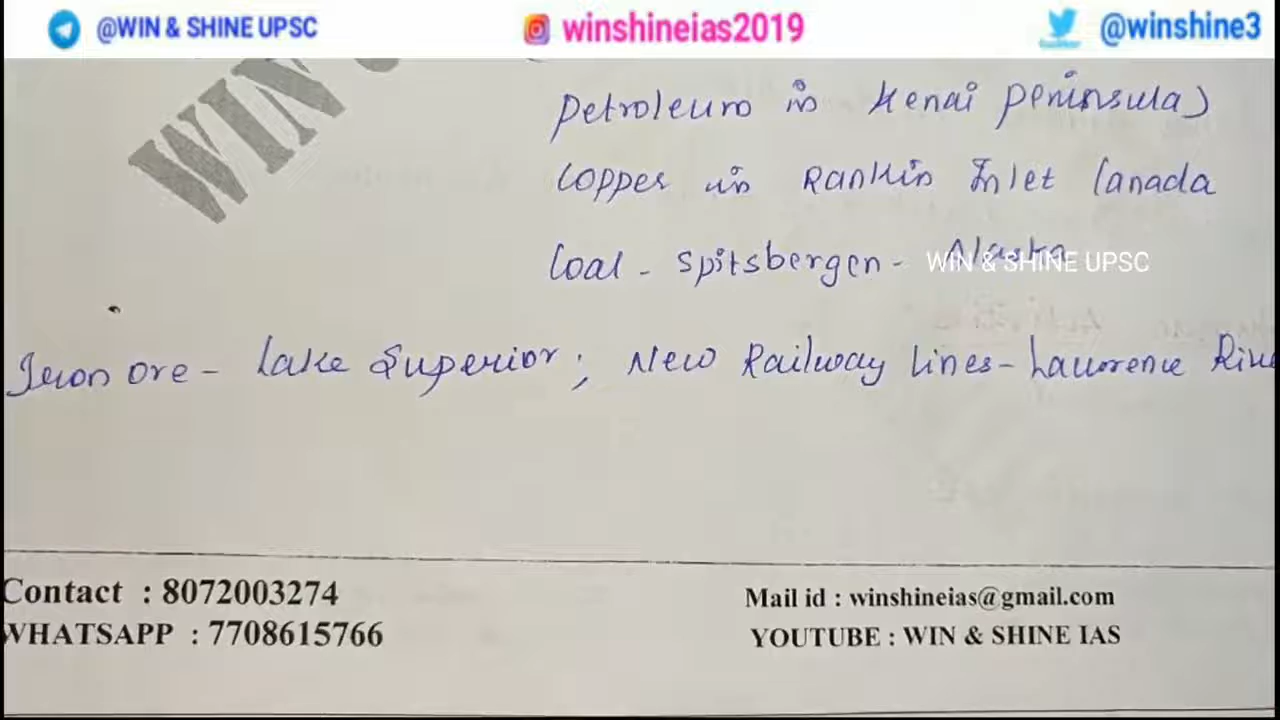 @WIN & SHINE UPSC
winshineias2019
@winshine3
WIN
Petroleum in Kenai peninsula)
Copper in Rankin Inlet Canada
Coal - Spitsbergen - Alaska
WIN & SHINE UPSC
Iron ore - Lake Superior; New Railway Lines - Lawrence
Contact : 8072003274
Mail id : winshineias@gmail.com
WHATSAPP : 7708615766
YOUTUBE : WIN & SHINE IAS